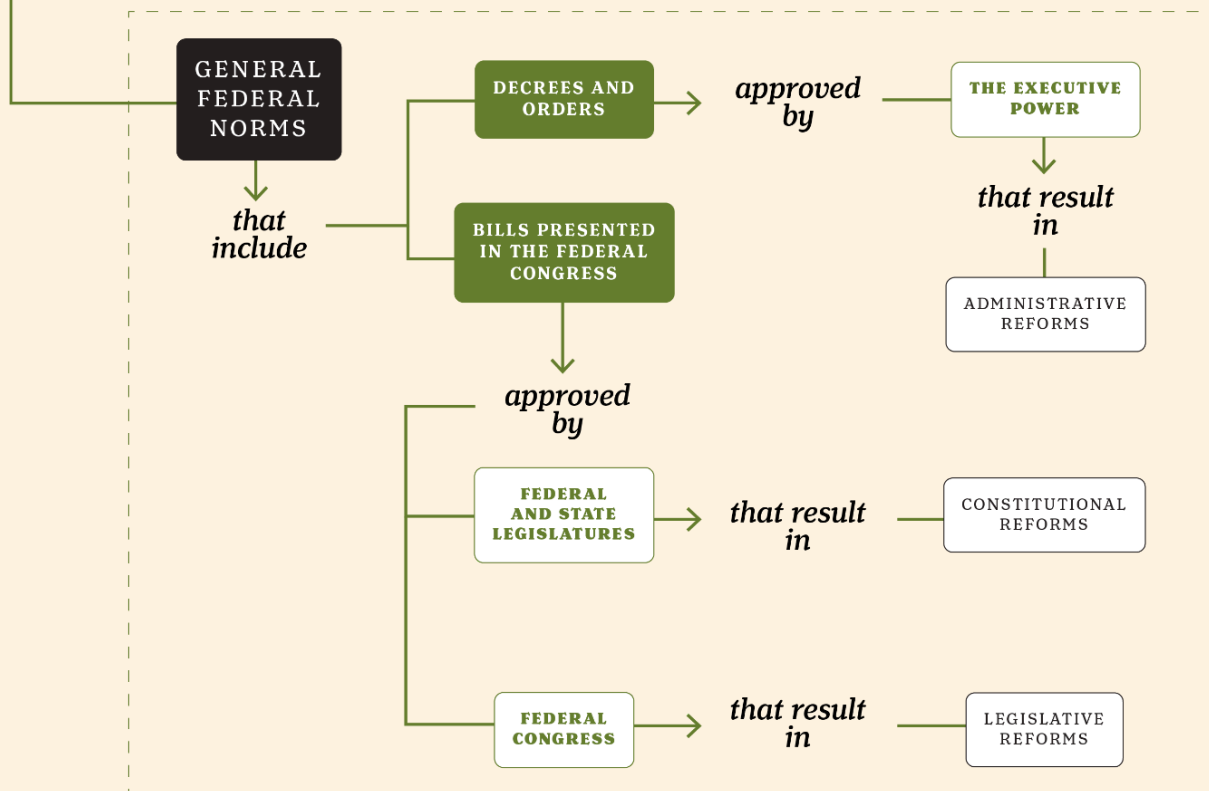 GENERAL
FEDERAL
NORMS
that
include
DECREES AND
ORDERS
approved
by
THE EXECUTIVE
POWER
that result
in
ADMINISTRATIVE
REFORMS
BILLS PRESENTED
IN THE FEDERAL
CONGRESS
approved
by
FEDERAL
AND STATE
LEGISLATURES
that result
in
CONSTITUTIONAL
REFORMS
FEDERAL
CONGRESS
that result
in
LEGISLATIVE
REFORMS